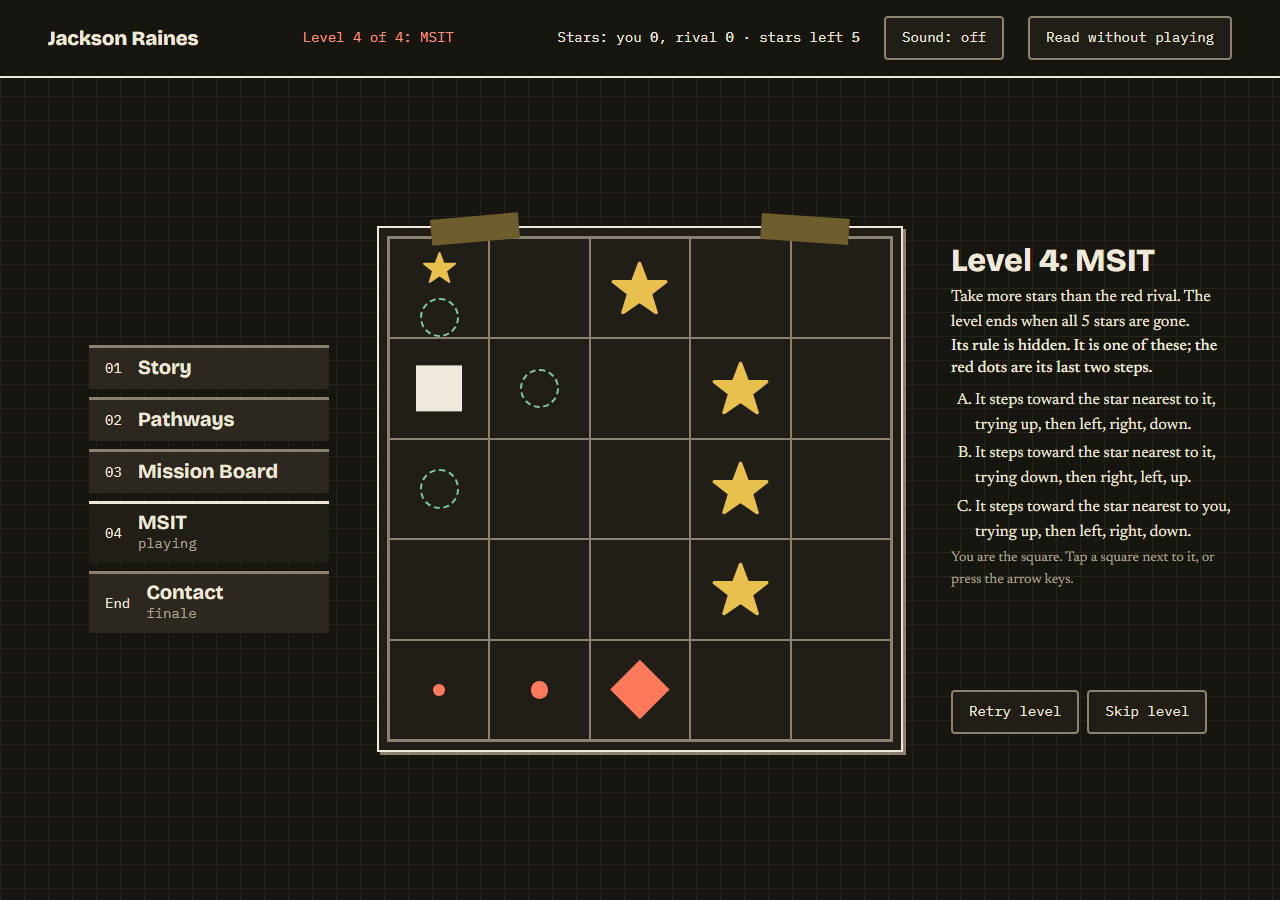 Jackson Raines
Level 4 of 4: MSIT
Stars: you 0, rival 0 · stars left 5
Sound: off
Read without playing
01 Story
02 Pathways
03 Mission Board
04 MSIT
playing
End Contact
finale
Level 4: MSIT
Take more stars than the red rival. The
level ends when all 5 stars are gone.
Its rule is hidden. It is one of these; the
red dots are its last two steps.
A. It steps toward the star nearest to it,
trying up, then left, right, down.
B. It steps toward the star nearest to it,
trying down, then right, left, up.
C. It steps toward the star nearest to you,
trying up, then left, right, down.
You are the square. Tap a square next to it, or
press the arrow keys.
Retry level
Skip level